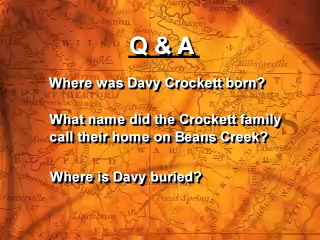 Q & A
Where was Davy Crockett born?
What name did the Crockett family
call their home on Beans Creek?
Where is Davy buried?